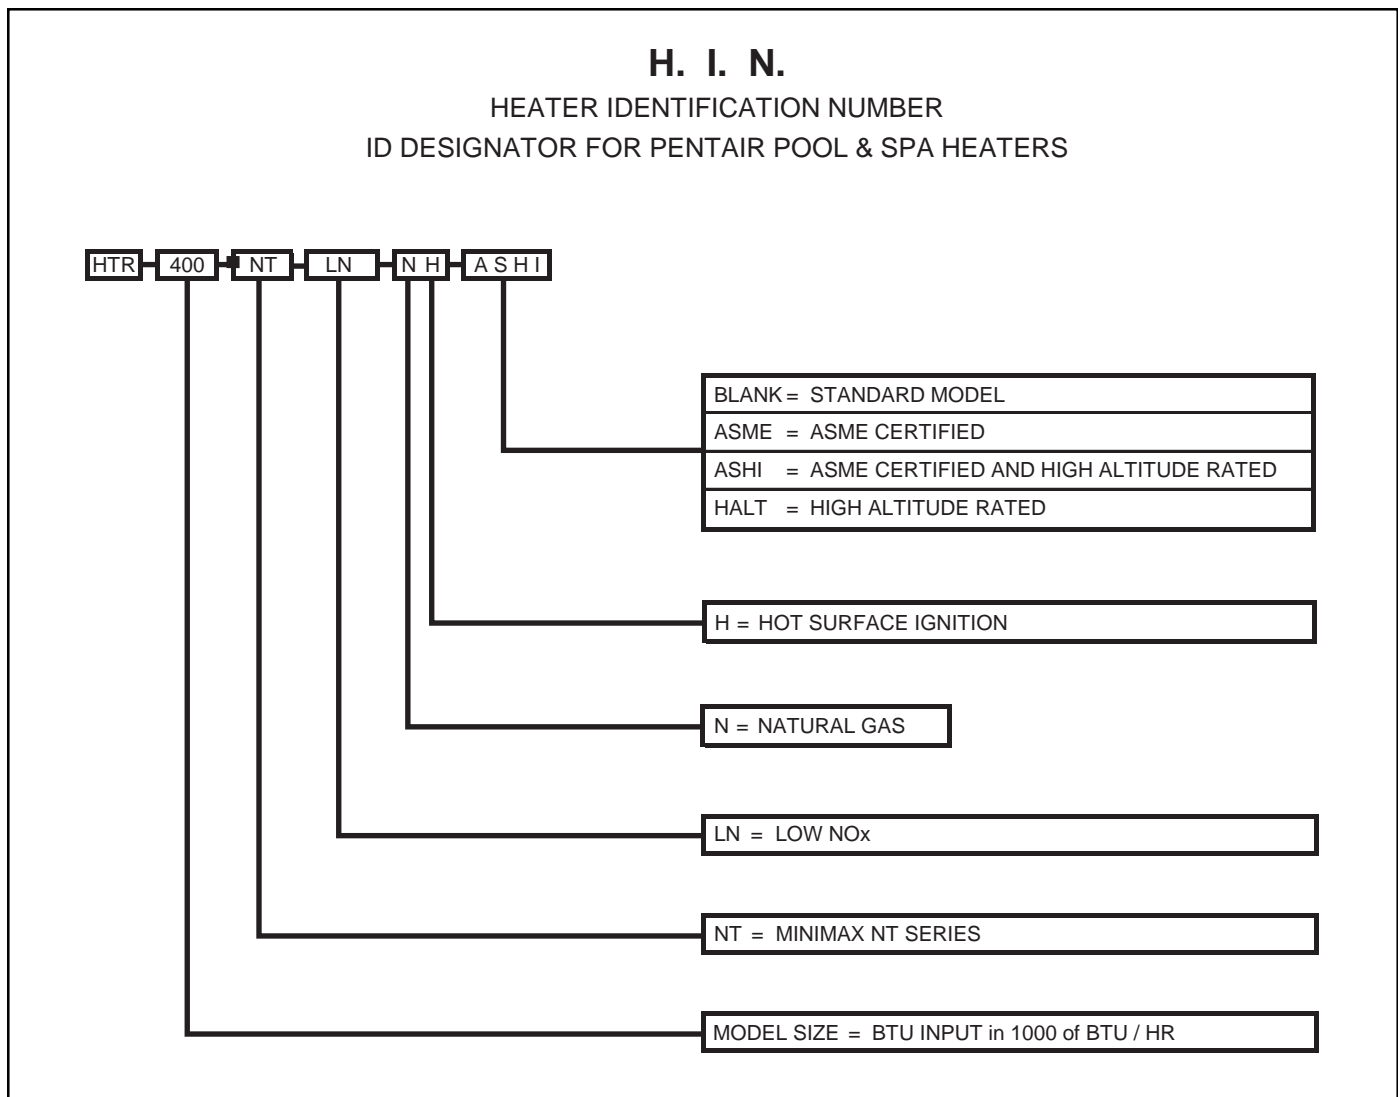 H. I. N.
HEATER IDENTIFICATION NUMBER
ID DESIGNATOR FOR PENTAIR POOL & SPA HEATERS
HTR 400 NT LN N H A S H I
BLANK = STANDARD MODEL
ASME = ASME CERTIFIED
ASHI = ASME CERTIFIED AND HIGH ALTITUDE RATED
HALT = HIGH ALTITUDE RATED
H = HOT SURFACE IGNITION
N = NATURAL GAS
LN = LOW NOx
NT = MINIMAX NT SERIES
MODEL SIZE = BTU INPUT in 1000 of BTU / HR